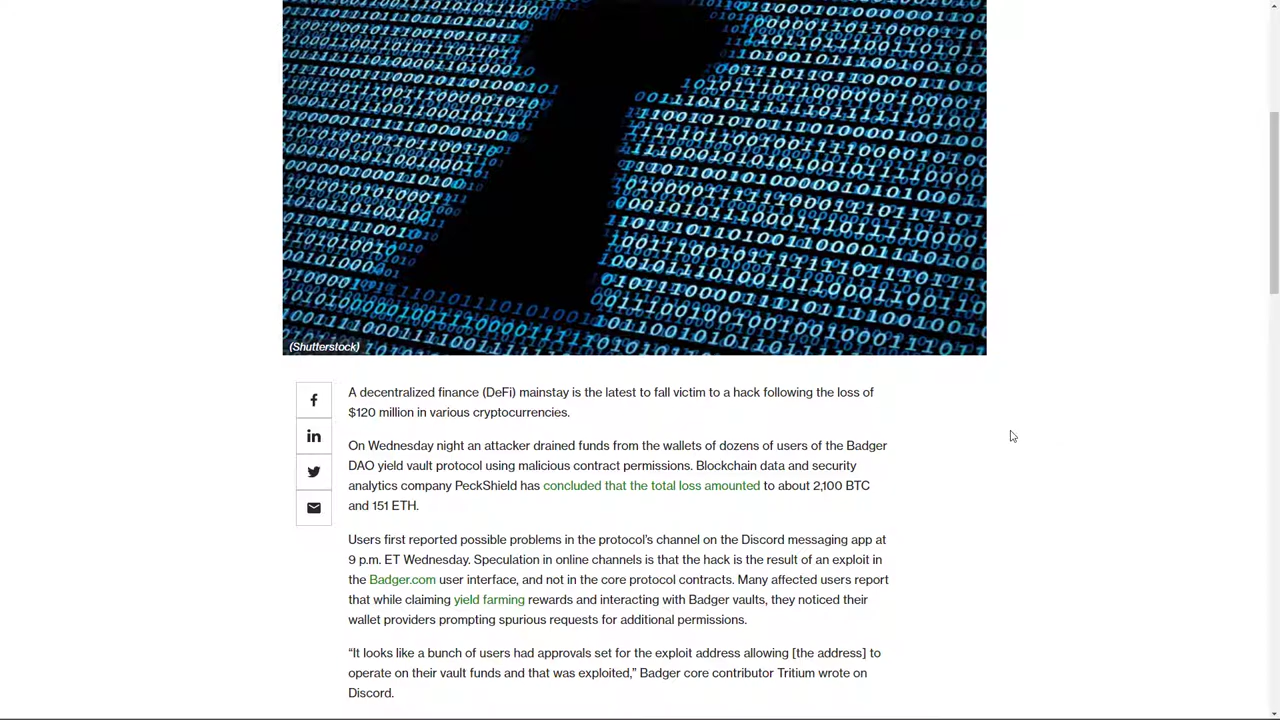 (Shutterstock)
A decentralized finance (DeFi) mainstay is the latest to fall victim to a hack following the loss of
$120 million in various cryptocurrencies.
On Wednesday night an attacker drained funds from the wallets of dozens of users of the Badger
DAO yield vault protocol using malicious contract permissions. Blockchain data and security
analytics company PeckShield has concluded that the total loss amounted to about 2,100 BTC
and 151 ETH.
Users first reported possible problems in the protocol’s channel on the Discord messaging app at
9 p.m. ET Wednesday. Speculation in online channels is that the hack is the result of an exploit in
the Badger.com user interface, and not in the core protocol contracts. Many affected users report
that while claiming yield farming rewards and interacting with Badger vaults, they noticed their
wallet providers prompting spurious requests for additional permissions.
“It looks like a bunch of users had approvals set for the exploit address allowing [the address] to
operate on their vault funds and that was exploited,” Badger core contributor Tritium wrote on
Discord.